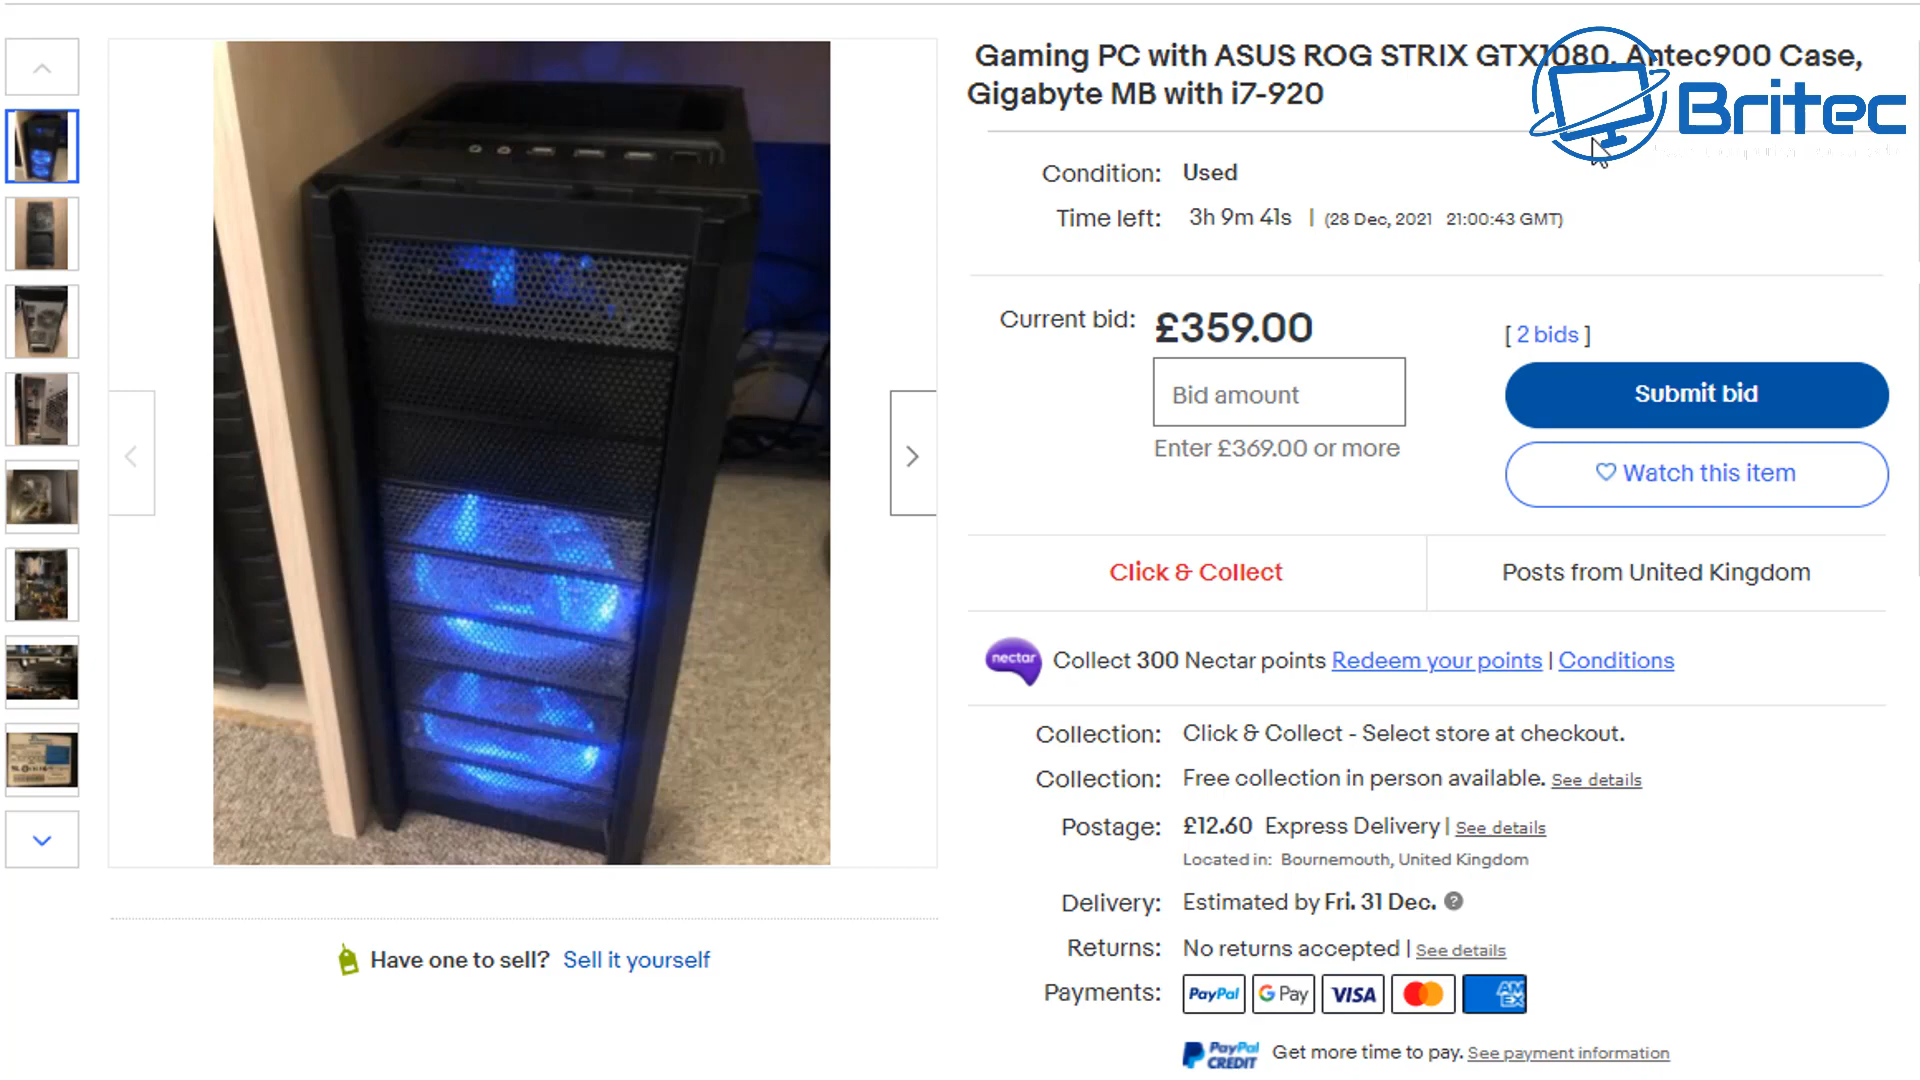 Gaming PC with ASUS ROG STRIX GTX1080, Antec900 Case,
Gigabyte MB with i7-920
Britec
Condition: Used
Time left: 3h 9m 41s | (28 Dec, 2021 21:00:43 GMT)
Current bid: £359.00
[ 2 bids ]
Bid amount
Submit bid
Enter £369.00 or more
Watch this item
Click & Collect
Posts from United Kingdom
nectar Collect 300 Nectar points Redeem your points | Conditions
Collection: Click & Collect - Select store at checkout.
Collection: Free collection in person available. See details
Postage: £12.60 Express Delivery | See details
Located in: Bournemouth, United Kingdom
Delivery: Estimated by Fri. 31 Dec. ?
Returns: No returns accepted | See details
Payments: PayPal G Pay VISA AM EX
PayPal CREDIT Get more time to pay. See payment information
Have one to sell? Sell it yourself